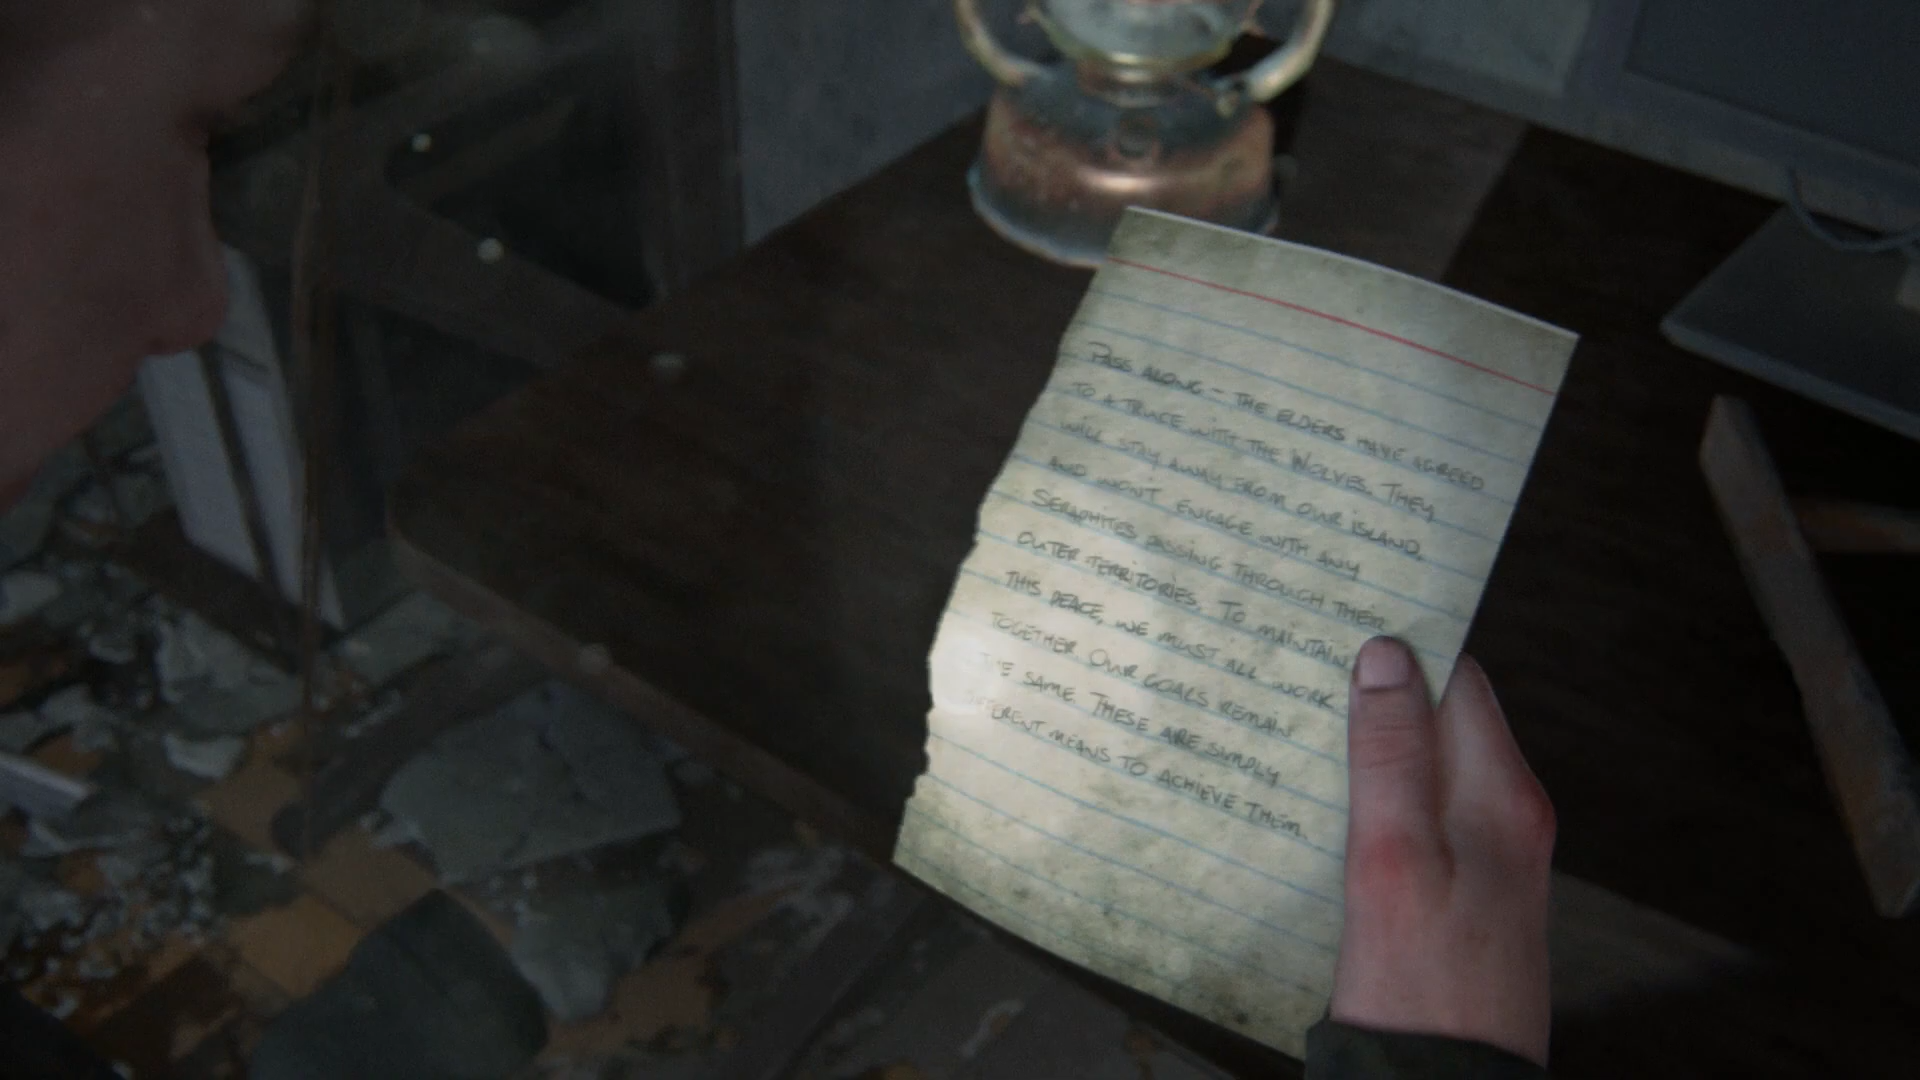 PASS ALONG - THE ELDERS HAVE AGREED
TO A TRUCE WITH THE WOLVES. THEY
WILL STAY AWAY FROM OUR ISLAND,
AND WON'T ENGAGE WITH ANY
SERAPHITES PASSING THROUGH THEIR
OUTER TERRITORIES. TO MAINTAIN
THIS PEACE, WE MUST ALL WORK
TOGETHER OUR GOALS REMAIN
THE SAME. THESE ARE SIMPLY
DIFFERENT MEANS TO ACHIEVE THEM.